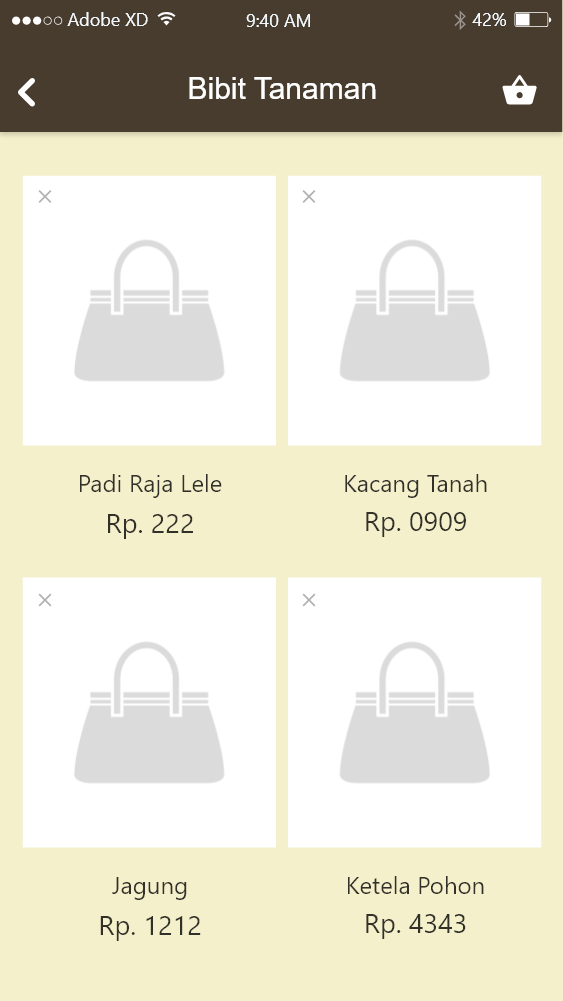 Adobe XD 9:40 AM 42%
Bibit Tanaman
Padi Raja Lele
Rp. 222
Kacang Tanah
Rp. 0909
Jagung
Rp. 1212
Ketela Pohon
Rp. 4343